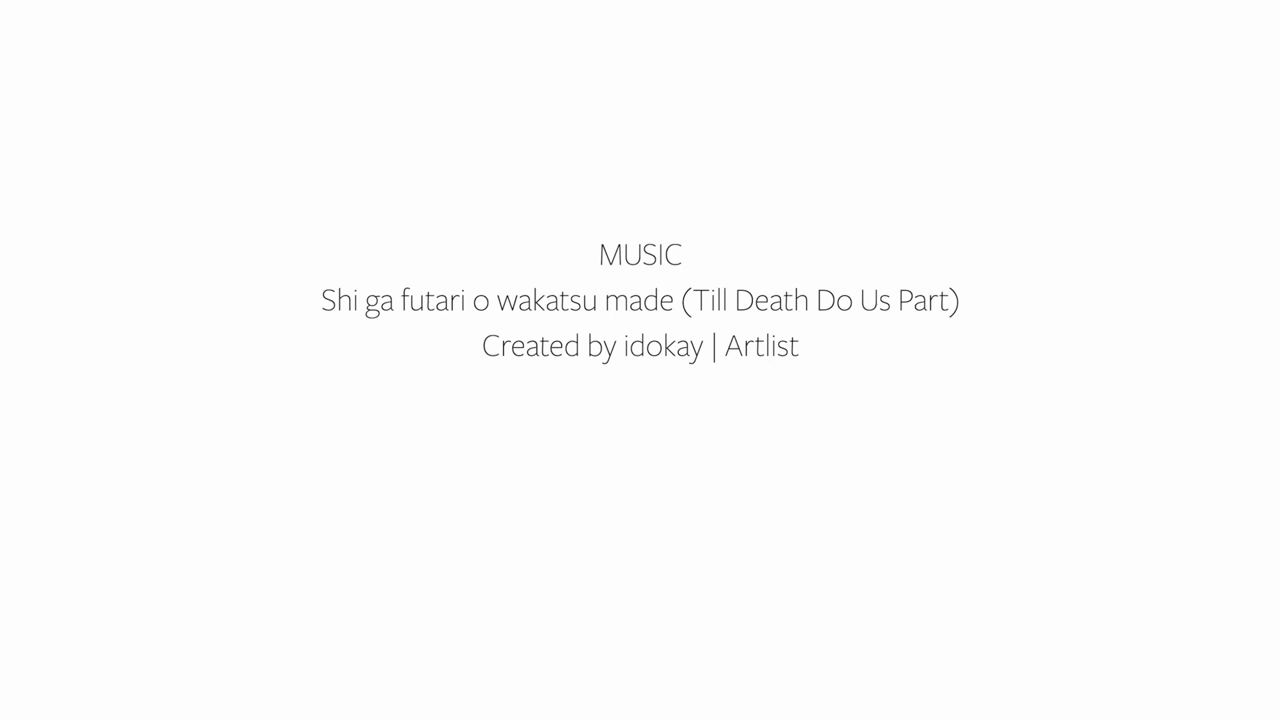 MUSIC
Shi ga futari o wakatsu made (Till Death Do Us Part)
Created by idokay | Artlist